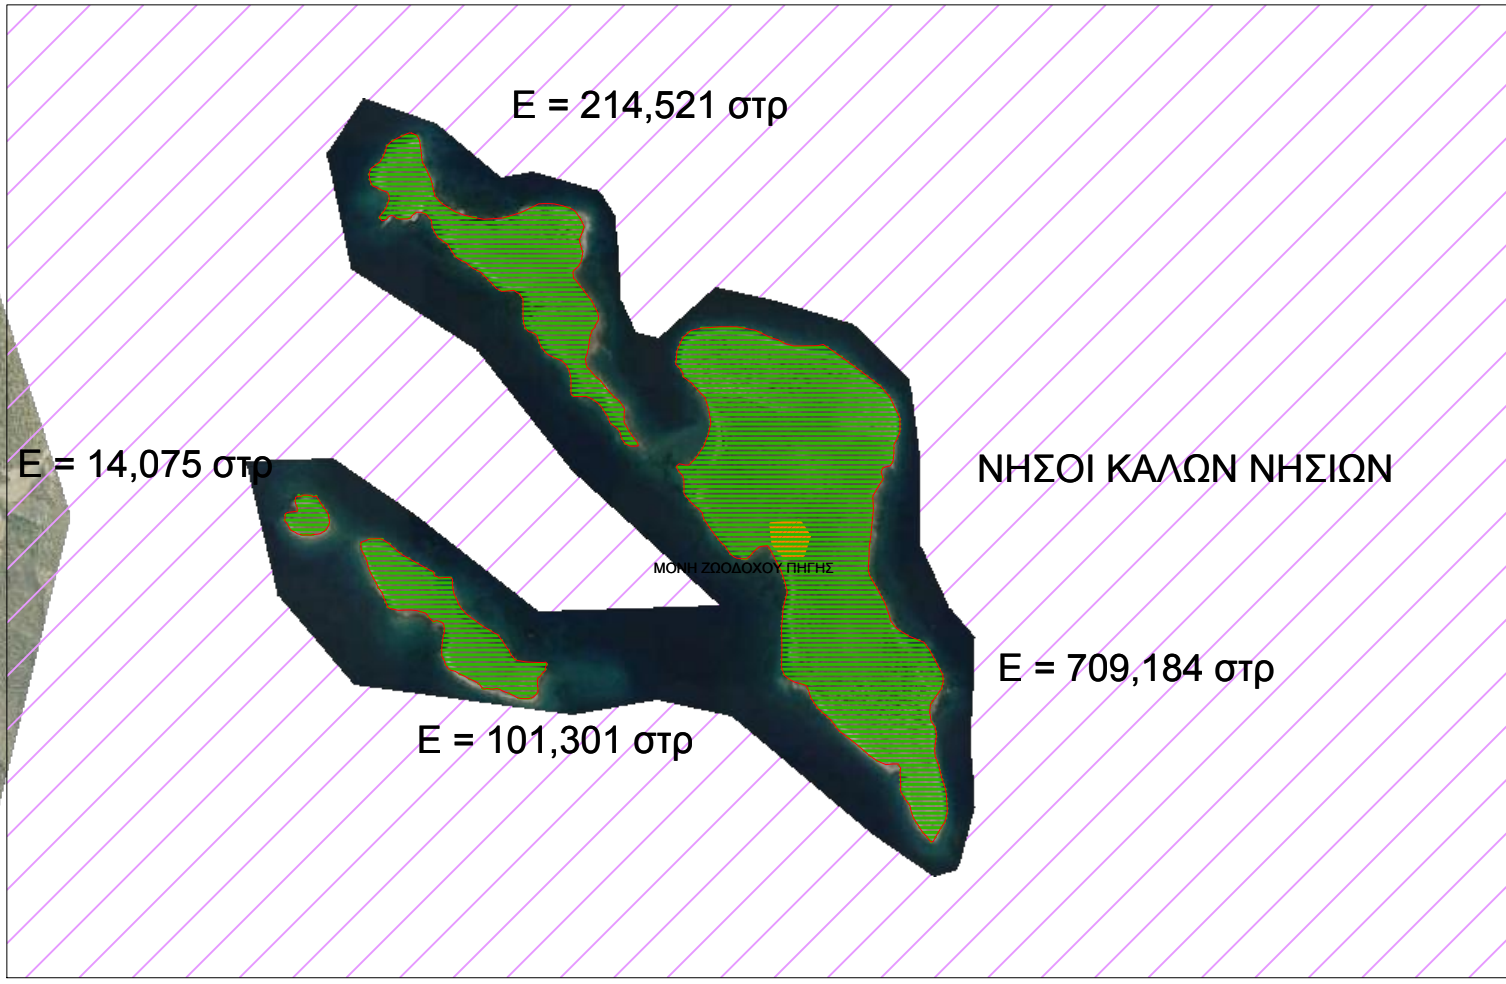 E = 214,521 στρ
E = 14,075 στρ
ΝΗΣΟΙ ΚΑΛΩΝ ΝΗΣΙΩΝ
ΜΟΝΗ ΖΩΟΔΟΧΟΥ ΠΗΓΗΣ
E = 709,184 στρ
E = 101,301 στρ